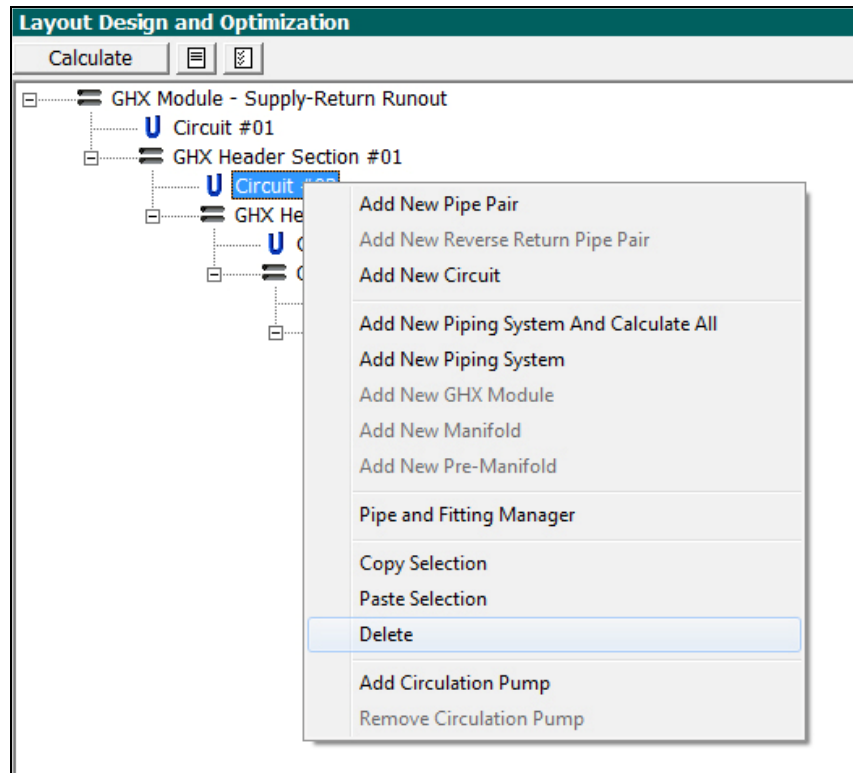 Layout Design and Optimization
Calculate
GHX Module - Supply-Return Runout
Circuit #01
GHX Header Section #01
Circuit
GHX He
Add New Pipe Pair
Add New Reverse Return Pipe Pair
Add New Circuit
Add New Piping System And Calculate All
Add New Piping System
Add New GHX Module
Add New Manifold
Add New Pre-Manifold
Pipe and Fitting Manager
Copy Selection
Paste Selection
Delete
Add Circulation Pump
Remove Circulation Pump